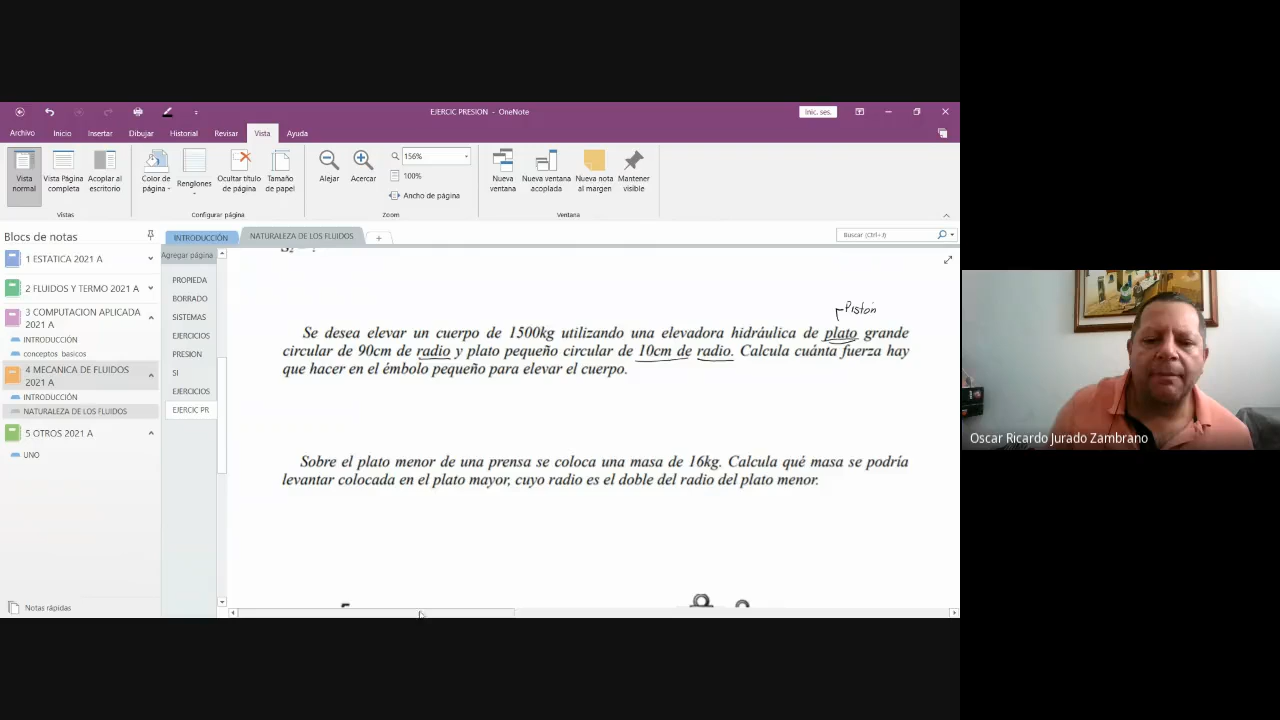 EJERCIC PRESION - OneNote
Inic. ses.
Archivo Inicio Insertar Dibujar Historial Revisar Vista Ayuda
Vista normal
Vista Página completa
Acoplar al escritorio
Vistas
Color de página
Renglones
Ocultar título de página
Tamaño de papel
Configurar página
Alejar
Acercar
156%
100%
Ancho de página
Zoom
Nueva ventana
Nueva ventana acoplada
Nueva nota al margen
Mantener visible
Ventana
Blocs de notas
INTRODUCCIÓN
NATURALEZA DE LOS FLUIDOS
+
Buscar (Ctrl+J)
1 ESTATICA 2021 A
2 FLUIDOS Y TERMO 2021 A
3 COMPUTACION APLICADA
2021 A
INTRODUCCIÓN
conceptos basicos
4 MECANICA DE FLUIDOS
2021 A
INTRODUCCIÓN
NATURALEZA DE LOS FLUIDOS
5 OTROS 2021 A
UNO
Notas rápidas
Agregar página
PROPIEDA
BORRADO
SISTEMAS
EJERCICIOS
PRESION
SI
EJERCICIOS
EJERCIC PR
Pistón
Se desea elevar un cuerpo de 1500kg utilizando una elevadora hidráulica de plato grande
circular de 90cm de radio y plato pequeño circular de 10cm de radio. Calcula cuánta fuerza hay
que hacer en el émbolo pequeño para elevar el cuerpo.
Sobre el plato menor de una prensa se coloca una masa de 16kg. Calcula qué masa se podría
levantar colocada en el plato mayor, cuyo radio es el doble del radio del plato menor.
Oscar Ricardo Jurado Zambrano